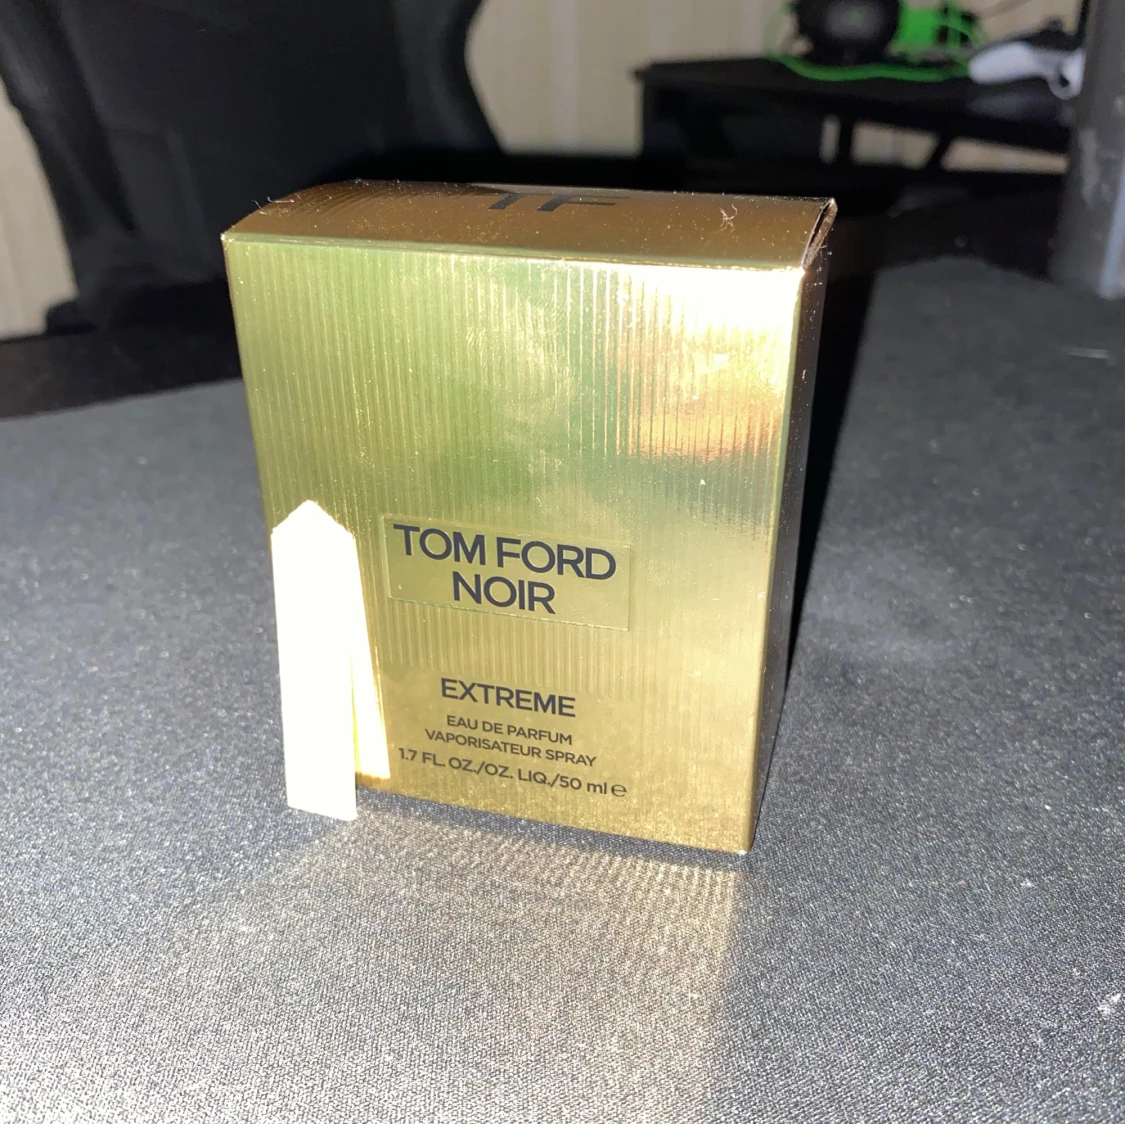 TF
TOM FORD
NOIR
EXTREME
EAU DE PARFUM
VAPORISATEUR SPRAY
1.7 FL. OZ./OZ. LIQ./50 ml ℮